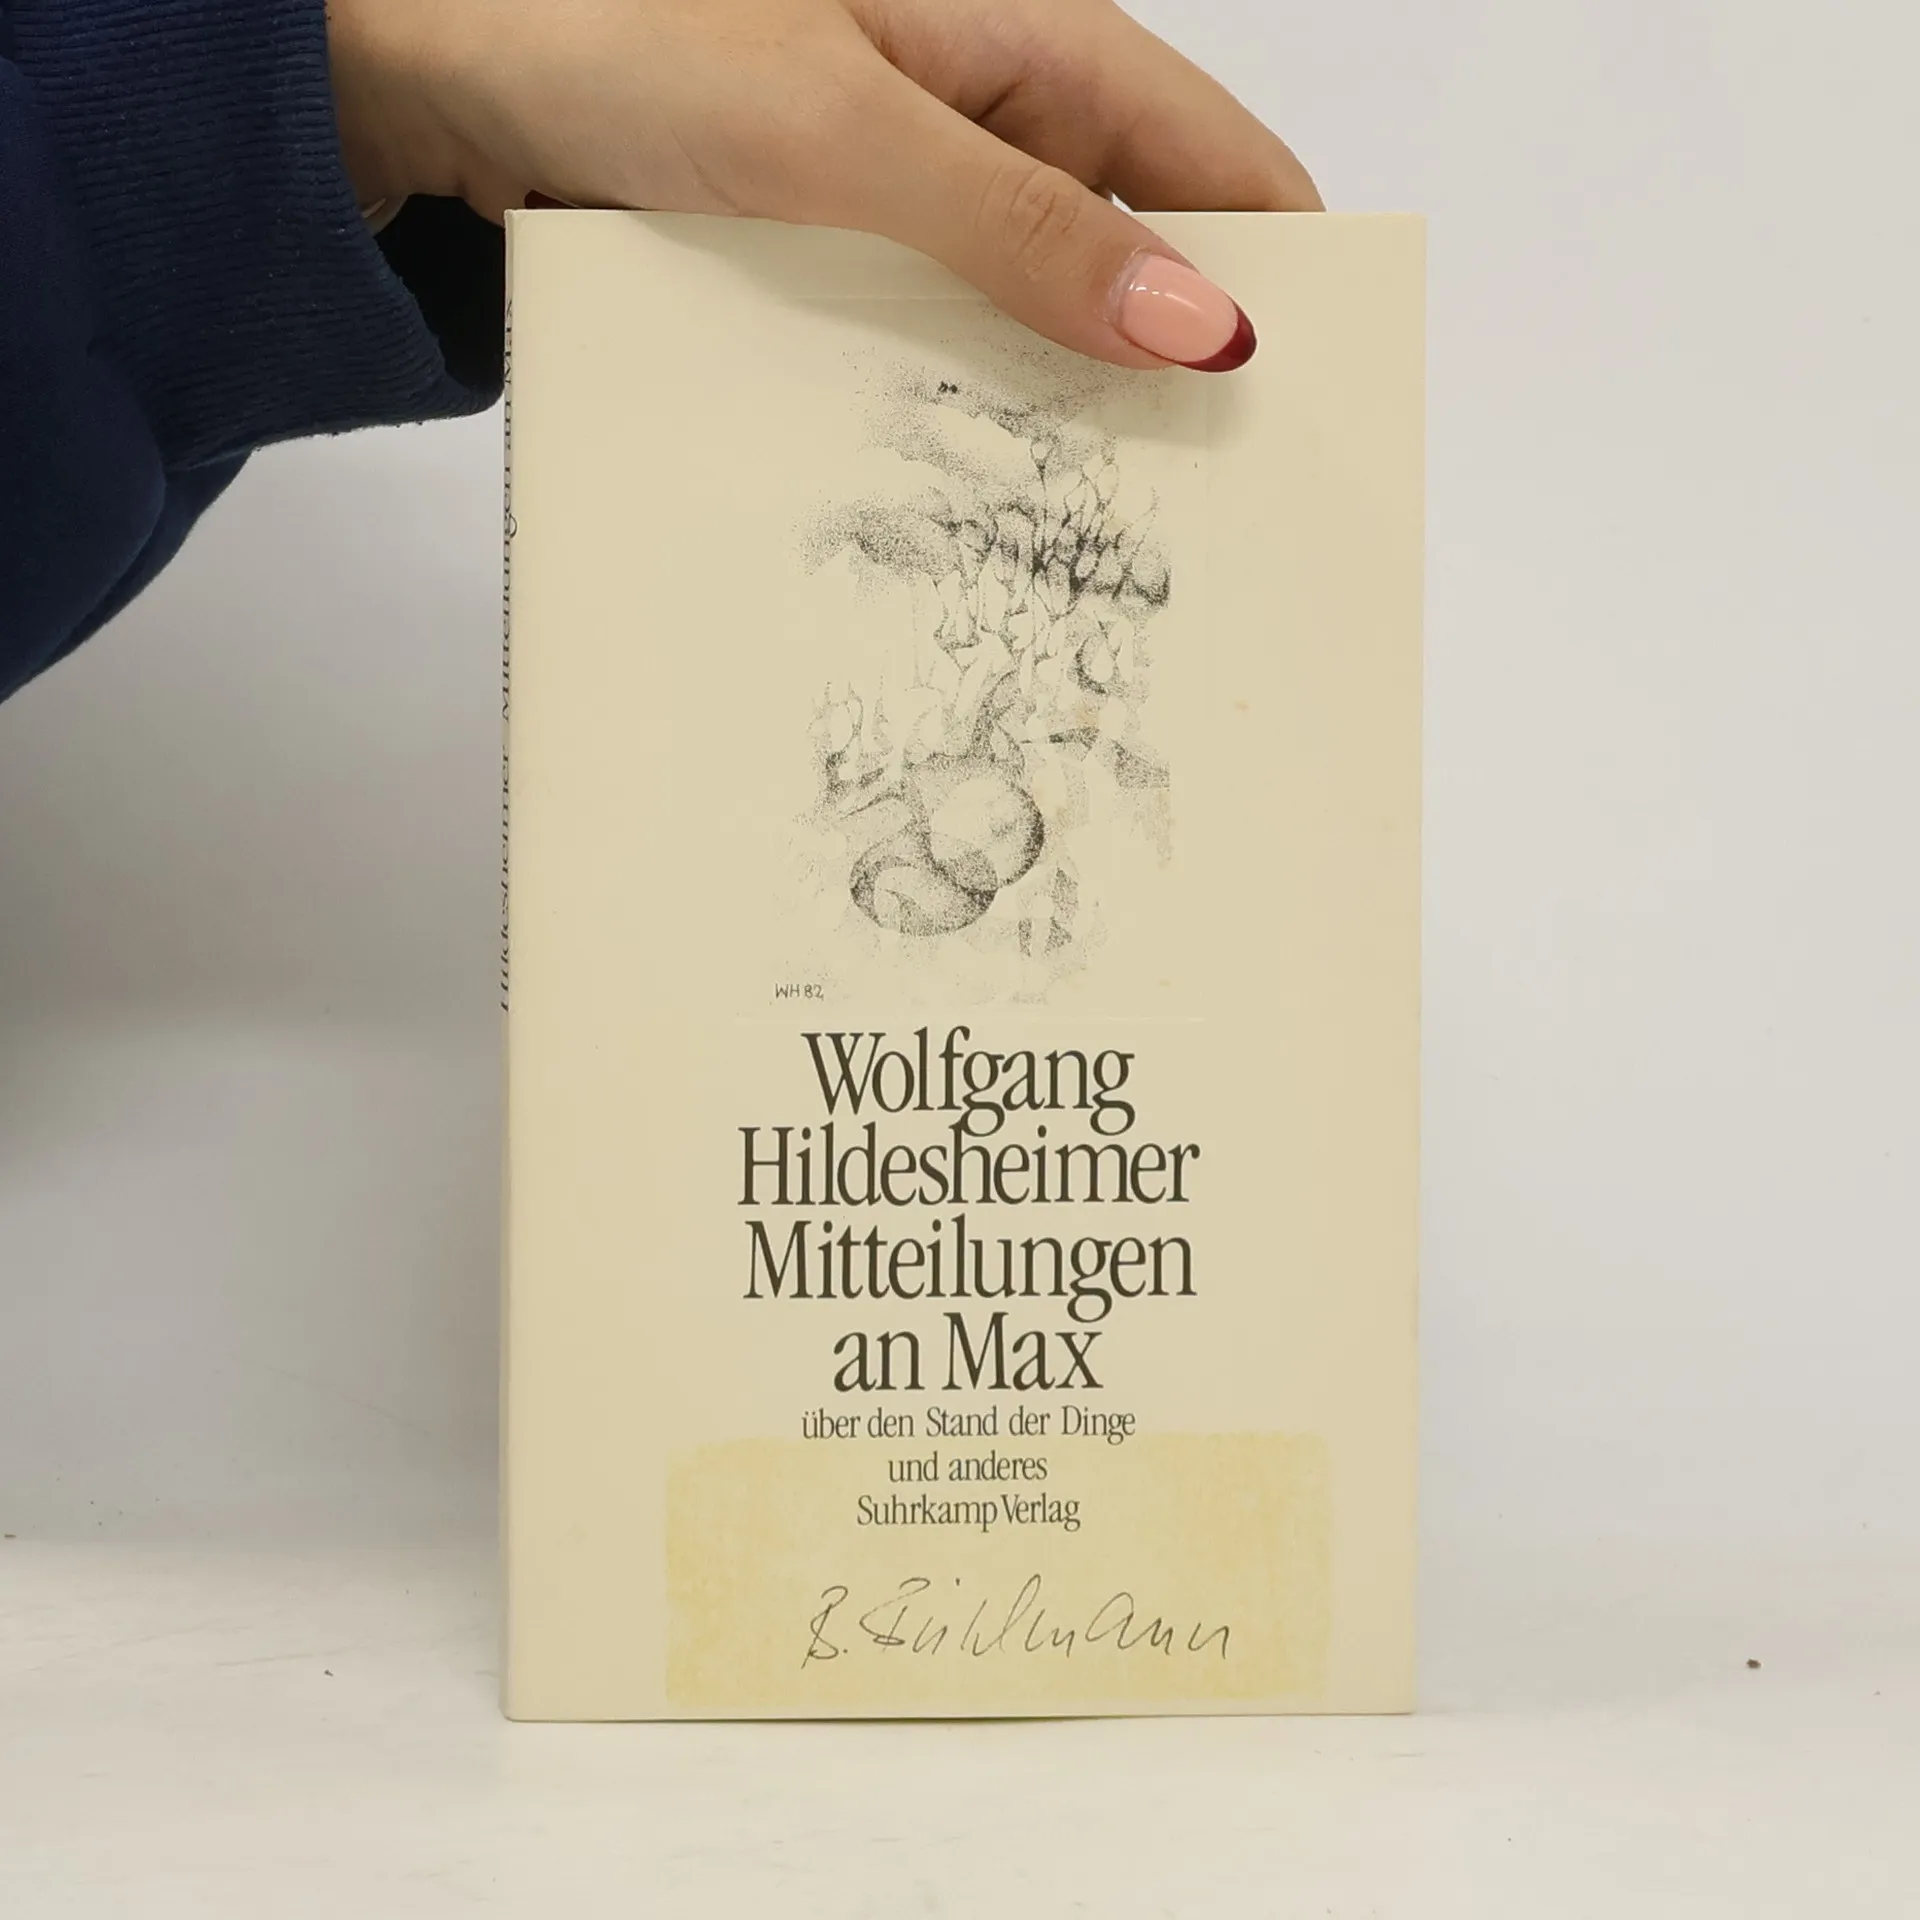 WH 82
Wolfgang
Hildesheimer
Mitteilungen
an Max
über den Stand der Dinge
und anderes
Suhrkamp Verlag
B.
Hildesheimer Mitteilungen an Max